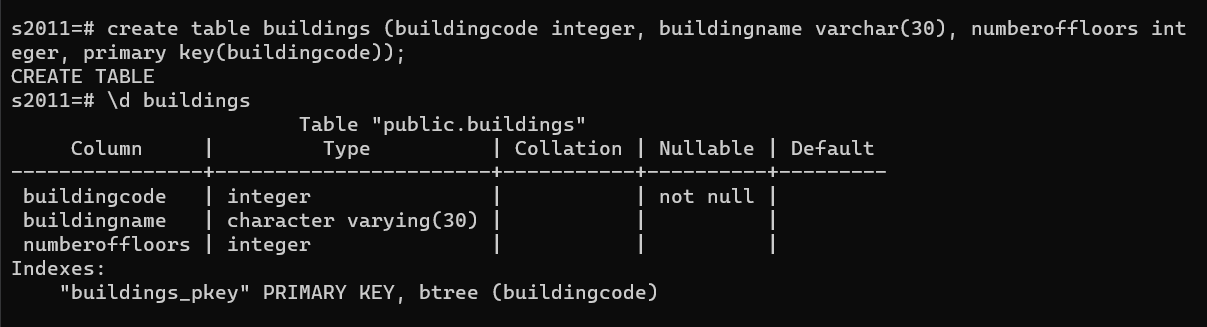 s2011=# create table buildings (buildingcode integer, buildingname varchar(30), numberoffloors int
eger, primary key(buildingcode));
CREATE TABLE
s2011=# \d buildings
                        Table "public.buildings"
     Column     |         Type          | Collation | Nullable | Default
----------------+-----------------------+-----------+----------+---------
 buildingcode   | integer               |           | not null |
 buildingname   | character varying(30) |           |          |
 numberoffloors | integer               |           |          |
Indexes:
    "buildings_pkey" PRIMARY KEY, btree (buildingcode)